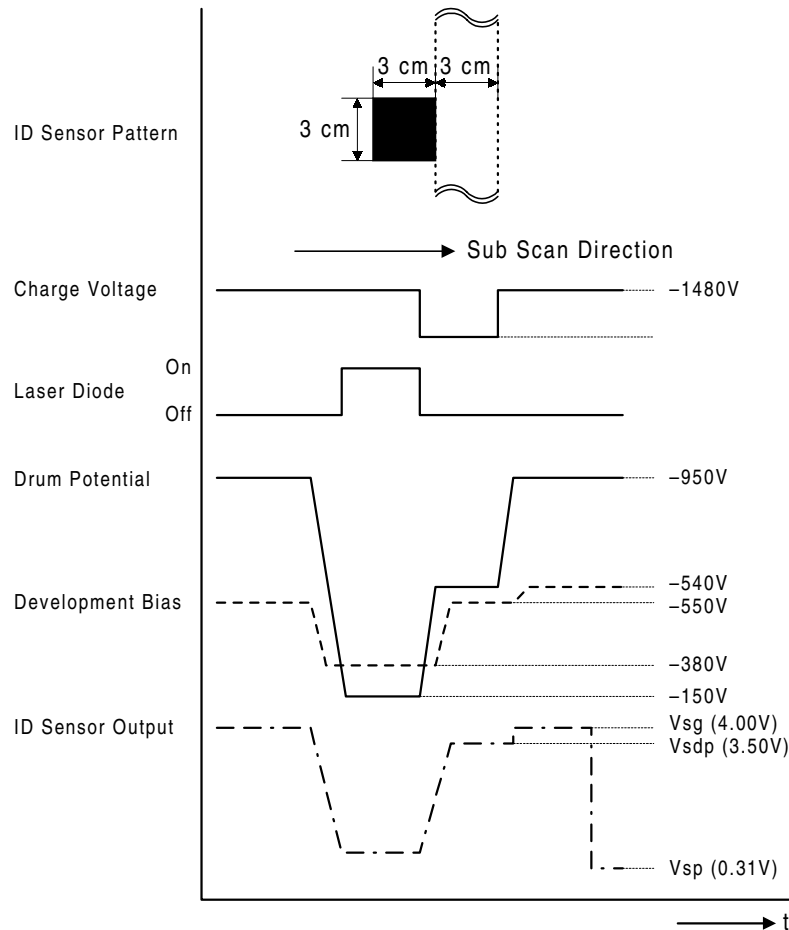 3 cm 3 cm
3 cm
ID Sensor Pattern
Sub Scan Direction
Charge Voltage
–1480V
On
Laser Diode
Off
Drum Potential
–950V
–540V
Development Bias
–550V
–380V
–150V
ID Sensor Output
Vsg (4.00V)
Vsdp (3.50V)
Vsp (0.31V)
t